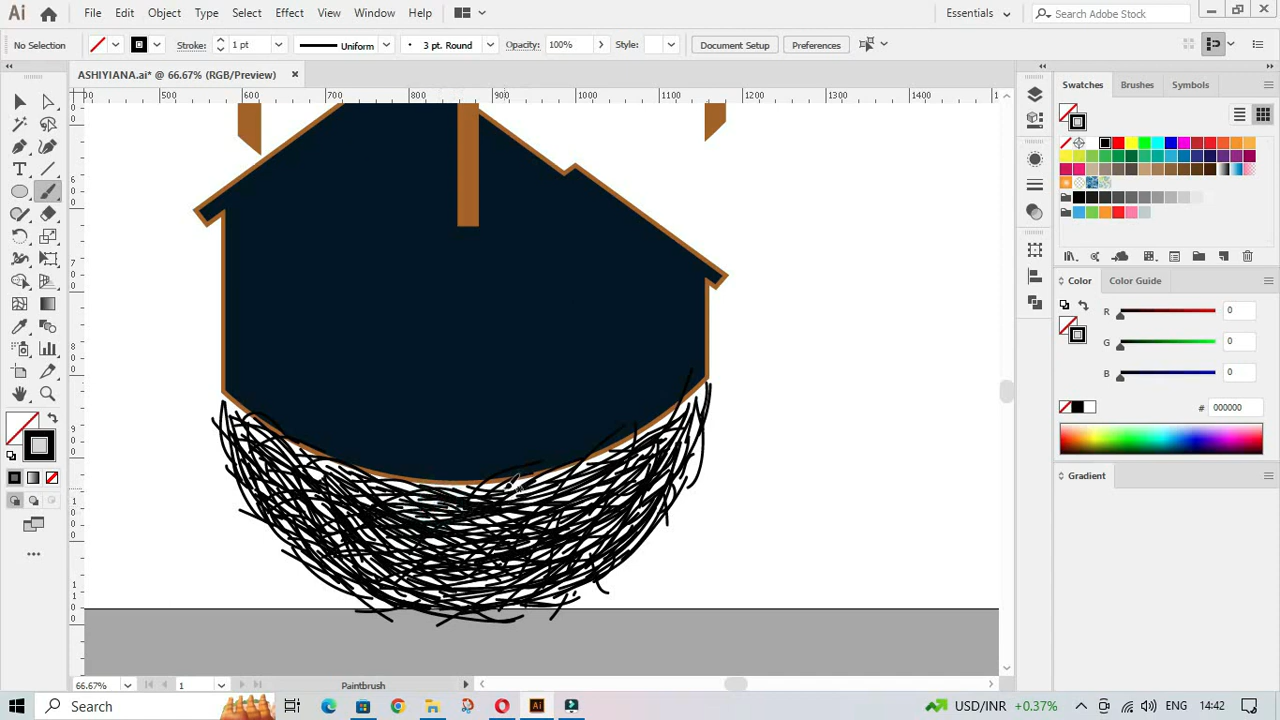 Ai File Edit Object Type Select Effect View Window Help Essentials Search Adobe Stock
No Selection Stroke: 1 pt Uniform 3 pt. Round Opacity: 100% Style: Document Setup Preferences
ASHIYIANA.ai* @ 66.67% (RGB/Preview)
500 600 700 800 900 1000 1100 1200 1300 1400
Swatches Brushes Symbols
Color Color Guide
R 0
G 0
B 0
# 000000
Gradient
66.67% 1 Paintbrush
Search Ai USD/INR +0.37% ENG 14:42